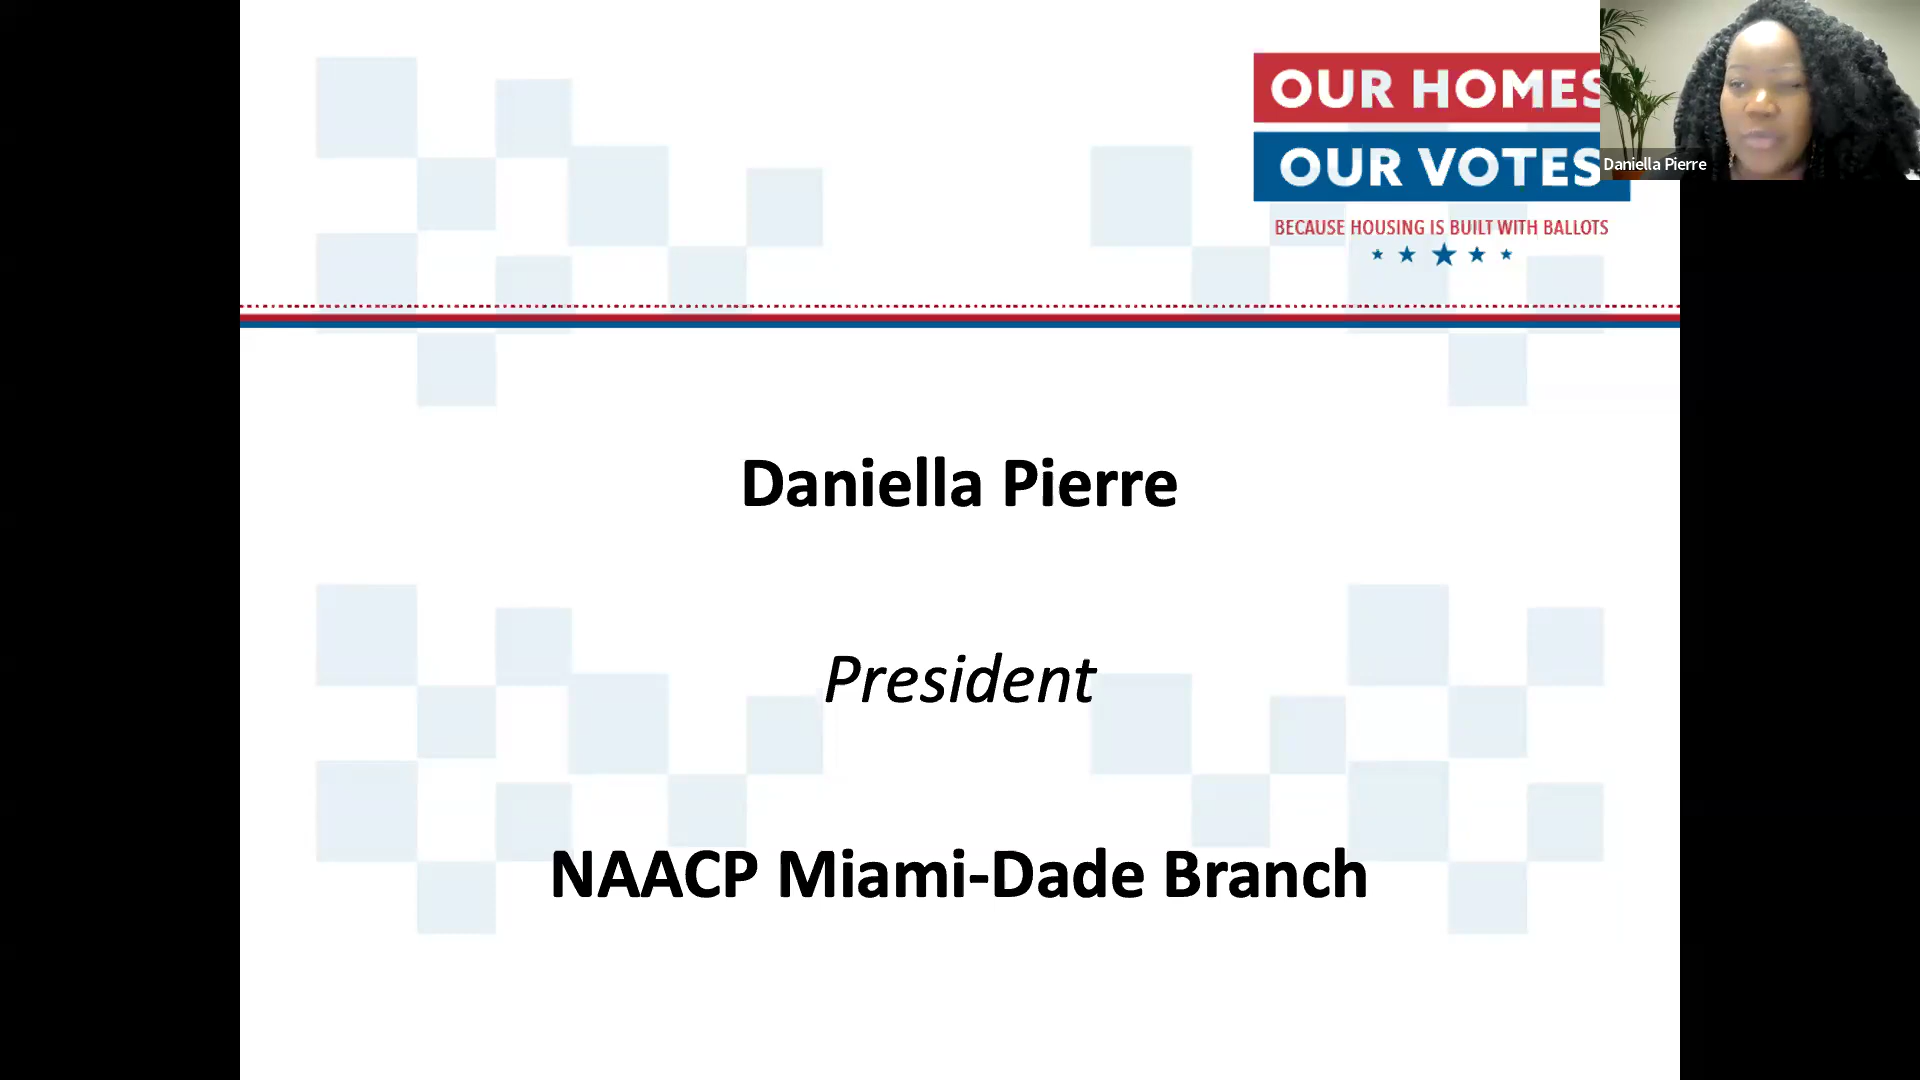 OUR HOMES
OUR VOTES
BECAUSE HOUSING IS BUILT WITH BALLOTS
Daniella Pierre
Daniella Pierre
President
NAACP Miami-Dade Branch